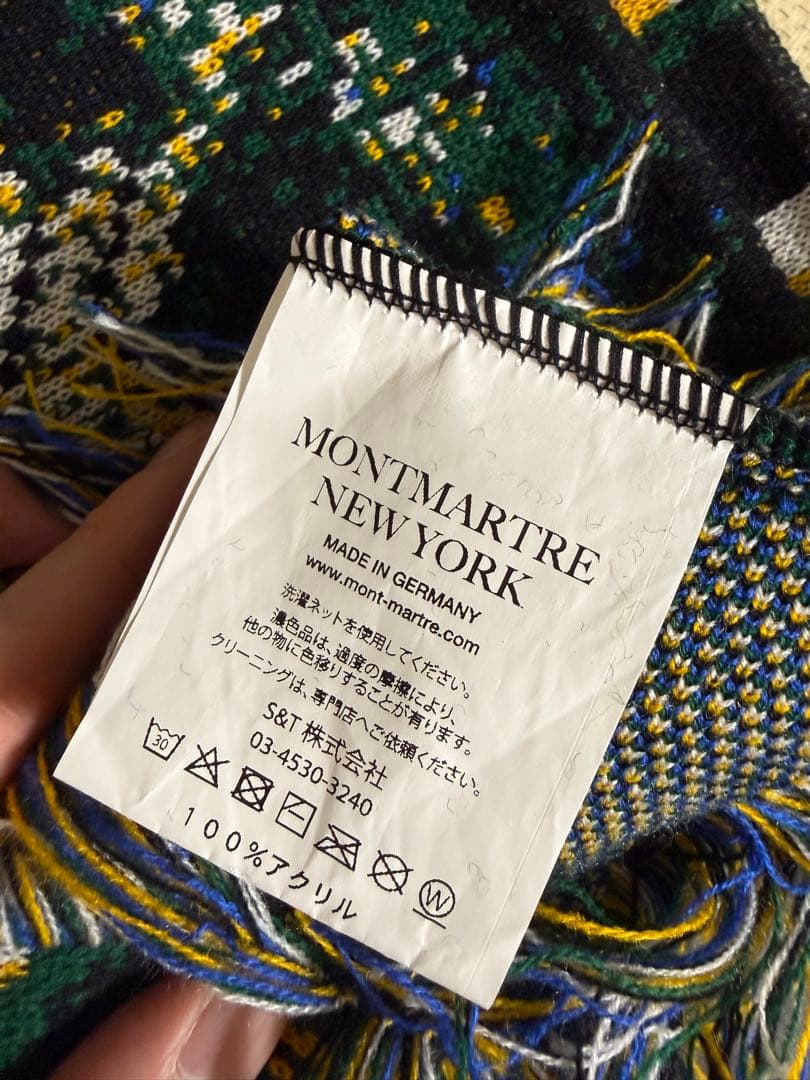 MONTMARTRE
NEW YORK
MADE IN GERMANY
www.mont-martre.com
洗濯ネットを使用してください。
濃色品は、過度の摩擦により、
他の物に色移りすることが有ります。
クリーニングは、専門店へご依頼ください。
S&T 株式会社
03-4530-3240
30
W
100%アクリル